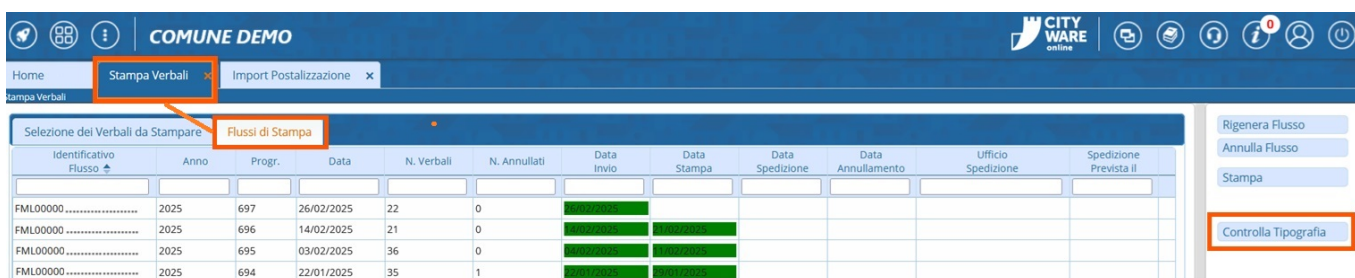 COMUNE DEMO
CITY
WARE
online
0
Home
Stampa Verbali x
Import Postalizzazione x
Stampa Verbali
Selezione dei Verbali da Stampare
Flussi di Stampa
Identificativo Flusso Anno Progr. Data N. Verbali N. Annullati Data Invio Data Stampa Data Spedizione Data Annullamento Ufficio Spedizione Spedizione Prevista il
FML00000 2025 697 26/02/2025 22 0 26/02/2025
FML00000 2025 696 14/02/2025 21 0 14/02/2025 21/02/2025
FML00000 2025 695 03/02/2025 36 0 04/02/2025 11/02/2025
FML00000 2025 694 22/01/2025 35 1 22/01/2025 29/01/2025
Rigenera Flusso
Annulla Flusso
Stampa
Controlla Tipografia